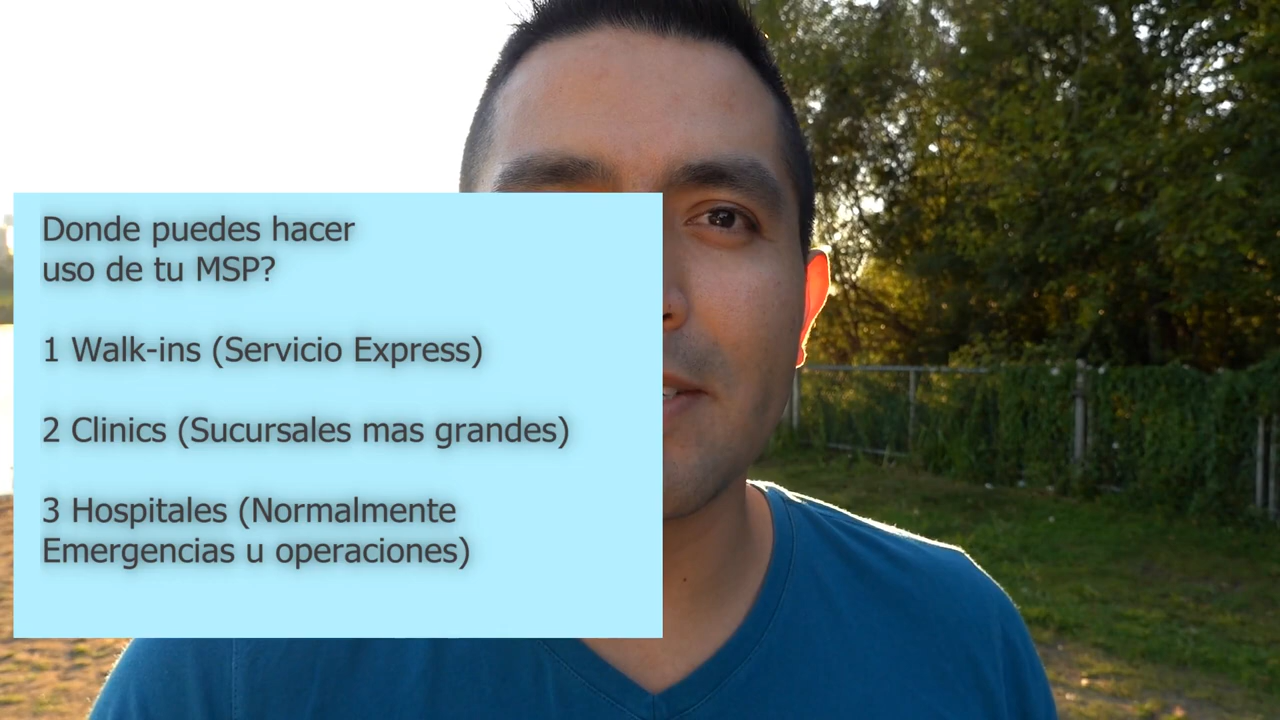 Donde puedes hacer
uso de tu MSP?
1 Walk-ins (Servicio Express)
2 Clinics (Sucursales mas grandes)
3 Hospitales (Normalmente
Emergencias u operaciones)